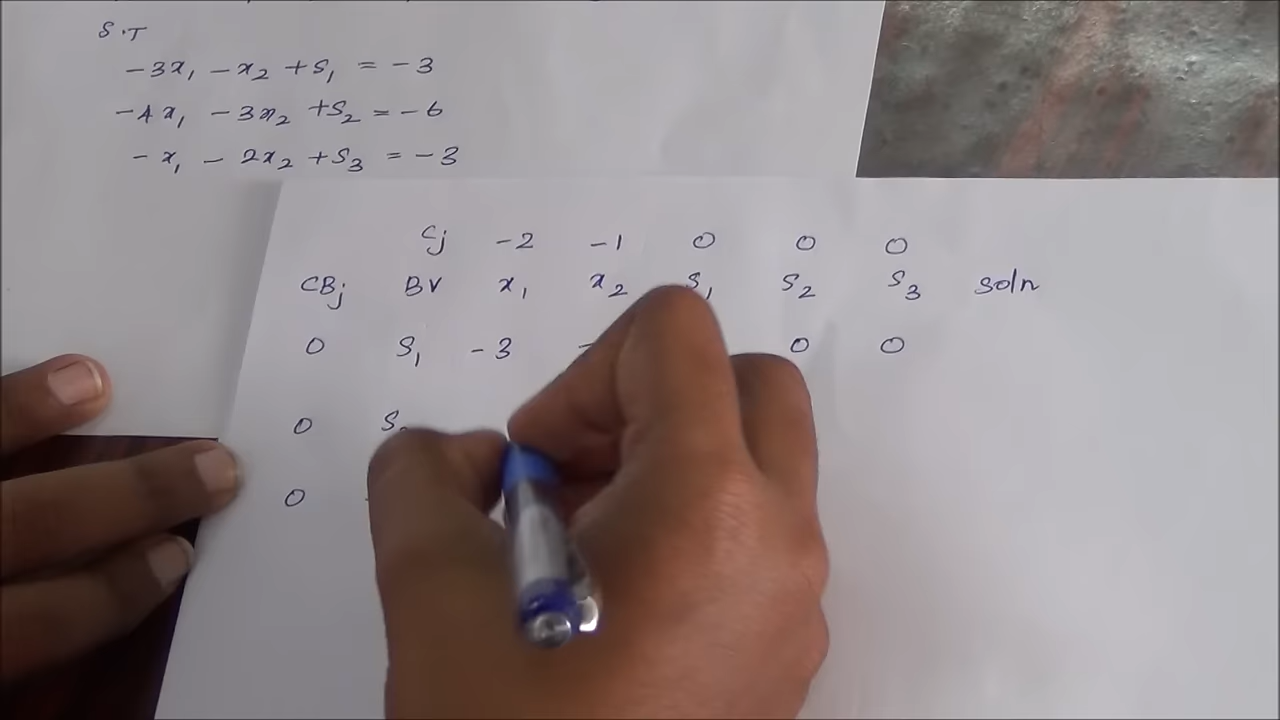 S.T
-3x₁ - x₂ + S₁ = -3
-4x₁ - 3x₂ + S₂ = -6
-x₁ - 2x₂ + S₃ = -3
Cj -2 -1 0 0 0
CBj BV x₁ x₂ S₁ S₂ S₃ Soln
0 S₁ -3 - 0 0
0 S₂
0